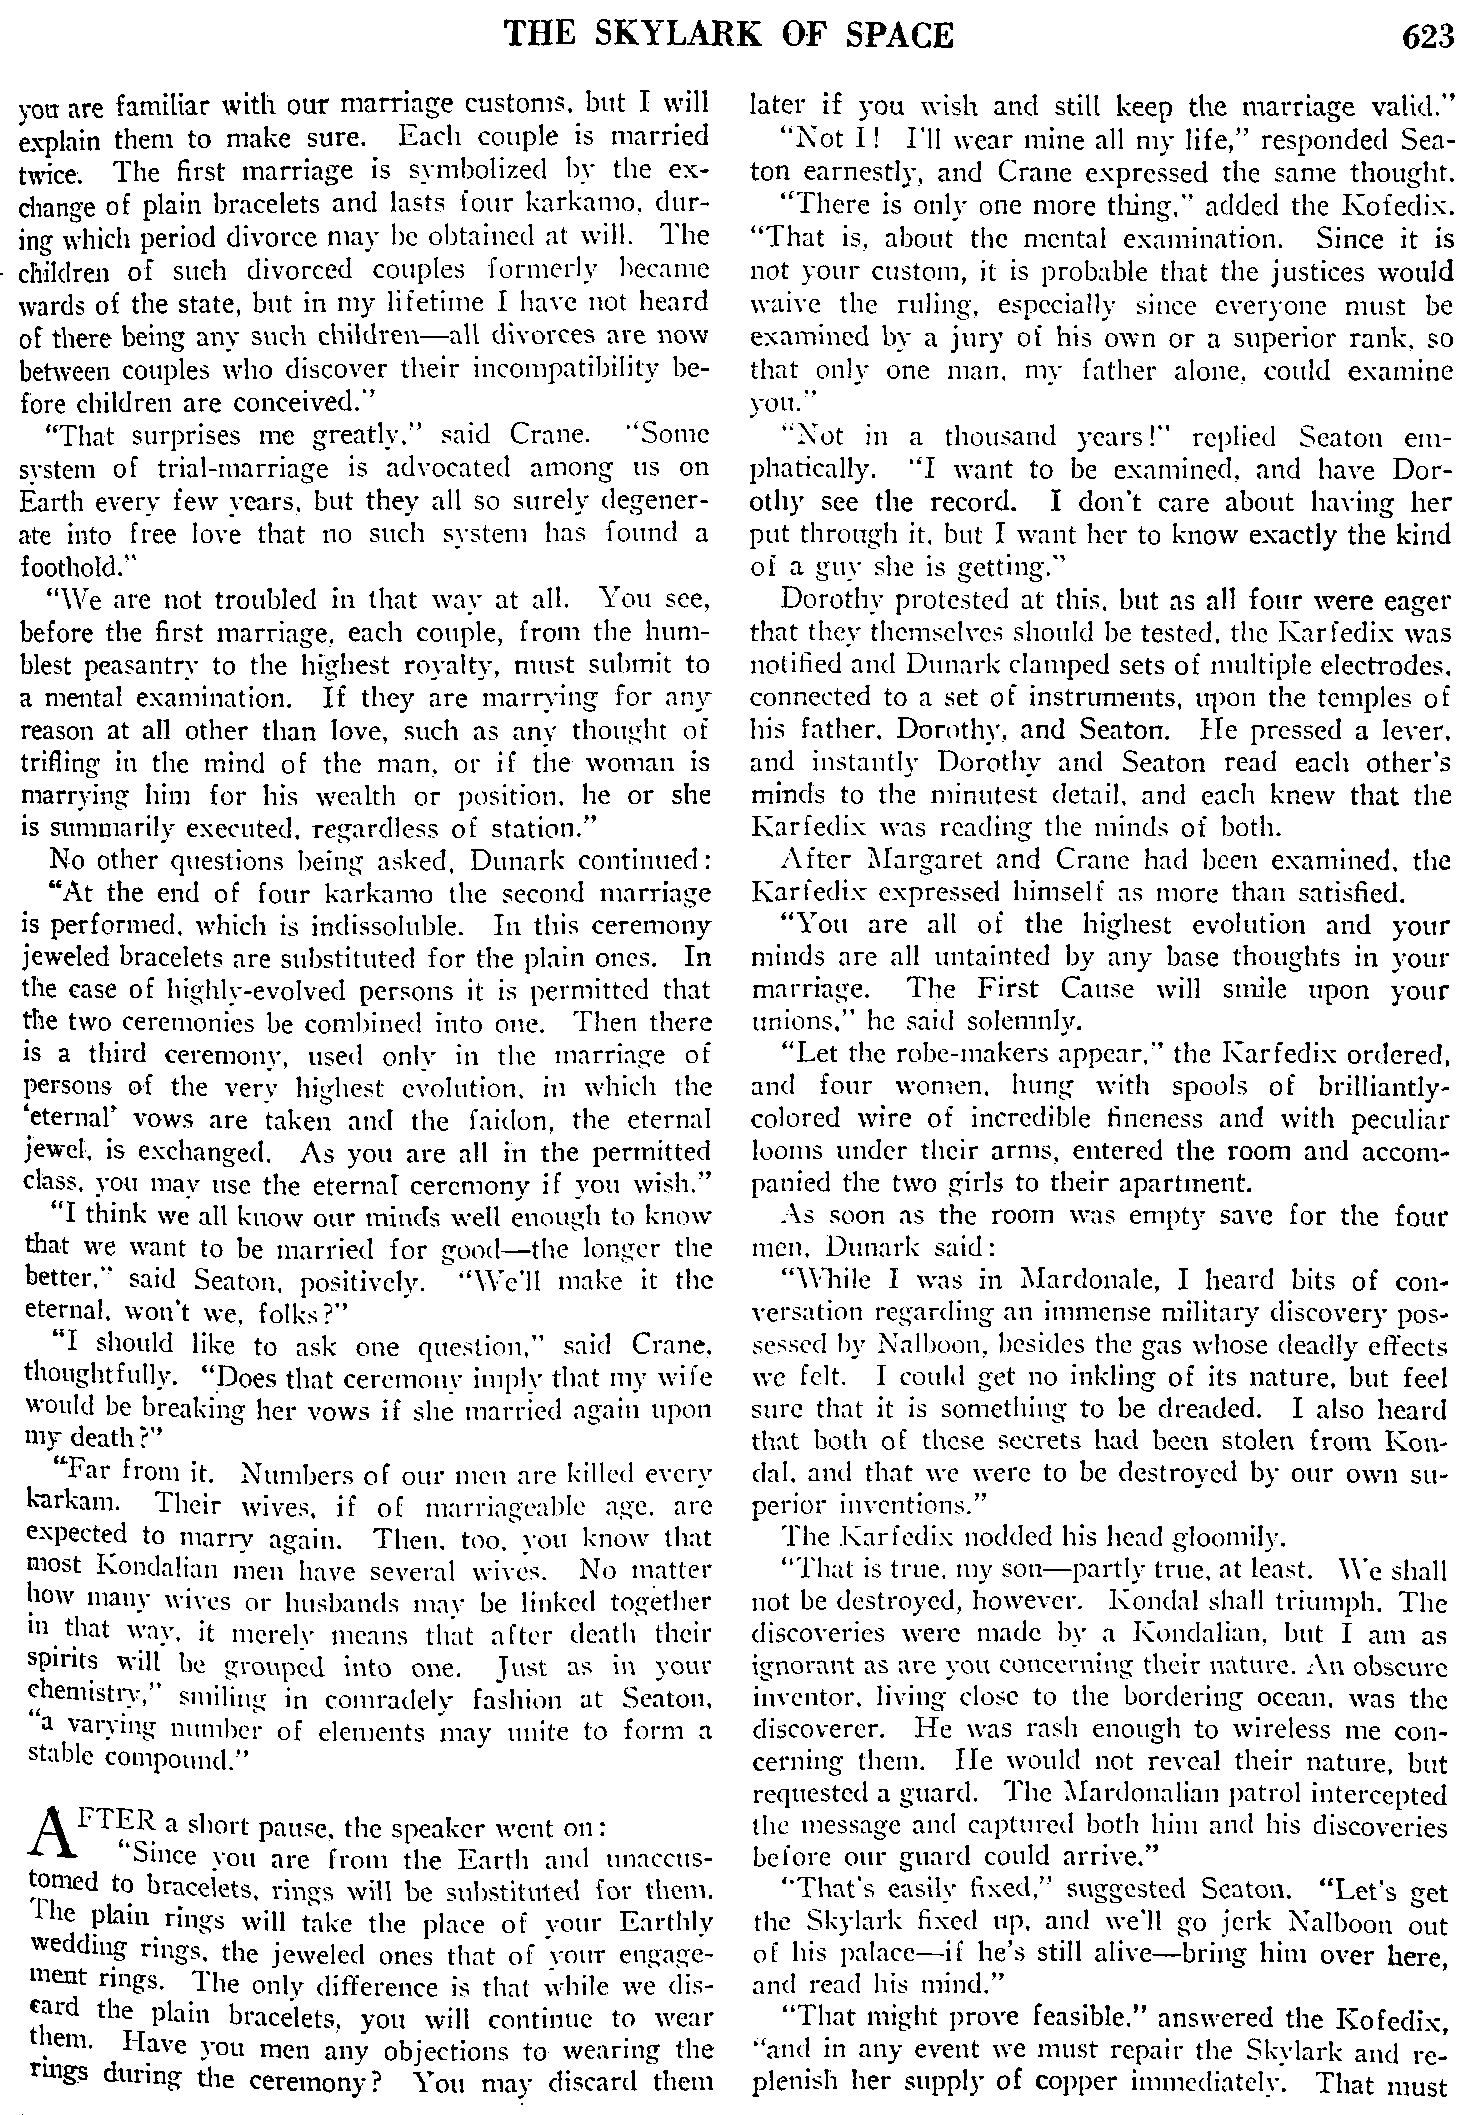 THE SKYLARK OF SPACE 623
you are familiar with our marriage customs, but I will
explain them to make sure. Each couple is married
twice. The first marriage is symbolized by the ex-
change of plain bracelets and lasts four karkamo, dur-
ing which period divorce may be obtained at will. The
children of such divorced couples formerly became
wards of the state, but in my lifetime I have not heard
of there being any such children—all divorces are now
between couples who discover their incompatibility be-
fore children are conceived."
"That surprises me greatly," said Crane. "Some
system of trial-marriage is advocated among us on
Earth every few years, but they all so surely degener-
ate into free love that no such system has found a
foothold."
"We are not troubled in that way at all. You see,
before the first marriage, each couple, from the hum-
blest peasantry to the highest royalty, must submit to
a mental examination. If they are marrying for any
reason at all other than love, such as any thought of
trifling in the mind of the man, or if the woman is
marrying him for his wealth or position, he or she
is summarily executed, regardless of station."
No other questions being asked, Dunark continued:
"At the end of four karkamo the second marriage
is performed, which is indissoluble. In this ceremony
jeweled bracelets are substituted for the plain ones. In
the case of highly-evolved persons it is permitted that
the two ceremonies be combined into one. Then there
is a third ceremony, used only in the marriage of
persons of the very highest evolution, in which the
'eternal' vows are taken and the faidon, the eternal
jewel, is exchanged. As you are all in the permitted
class, you may use the eternal ceremony if you wish."
"I think we all know our minds well enough to know
that we want to be married for good—the longer the
better," said Seaton, positively. "We'll make it the
eternal, won't we, folks?"
"I should like to ask one question," said Crane,
thoughtfully. "Does that ceremony imply that my wife
would be breaking her vows if she married again upon
my death?"
"Far from it. Numbers of our men are killed every
karkam. Their wives, if of marriageable age, are
expected to marry again. Then, too, you know that
most Kondalian men have several wives. No matter
how many wives or husbands may be linked together
in that way, it merely means that after death their
spirits will be grouped into one. Just as in your
chemistry," smiling in comradely fashion at Seaton,
"a varying number of elements may unite to form a
stable compound."
AFTER a short pause, the speaker went on:
"Since you are from the Earth and unaccus-
tomed to bracelets, rings will be substituted for them.
The plain rings will take the place of your Earthly
wedding rings, the jeweled ones that of your engage-
ment rings. The only difference is that while we dis-
card the plain bracelets, you will continue to wear
them. Have you men any objections to wearing the
rings during the ceremony? You may discard them
later if you wish and still keep the marriage valid."
"Not I! I'll wear mine all my life," responded Sea-
ton earnestly, and Crane expressed the same thought.
"There is only one more thing," added the Kofedix.
"That is, about the mental examination. Since it is
not your custom, it is probable that the justices would
waive the ruling, especially since everyone must be
examined by a jury of his own or a superior rank, so
that only one man, my father alone, could examine
you."
"Not in a thousand years!" replied Seaton em-
phatically. "I want to be examined, and have Dor-
othy see the record. I don't care about having her
put through it, but I want her to know exactly the kind
of a guy she is getting."
Dorothy protested at this, but as all four were eager
that they themselves should be tested, the Karfedix was
notified and Dunark clamped sets of multiple electrodes,
connected to a set of instruments, upon the temples of
his father, Dorothy, and Seaton. He pressed a lever,
and instantly Dorothy and Seaton read each other's
minds to the minutest detail, and each knew that the
Karfedix was reading the minds of both.
After Margaret and Crane had been examined, the
Karfedix expressed himself as more than satisfied.
"You are all of the highest evolution and your
minds are all untainted by any base thoughts in your
marriage. The First Cause will smile upon your
unions," he said solemnly.
"Let the robe-makers appear," the Karfedix ordered,
and four women, hung with spools of brilliantly-
colored wire of incredible fineness and with peculiar
looms under their arms, entered the room and accom-
panied the two girls to their apartment.
As soon as the room was empty save for the four
men, Dunark said:
"While I was in Mardonale, I heard bits of con-
versation regarding an immense military discovery pos-
sessed by Nalboon, besides the gas whose deadly effects
we felt. I could get no inkling of its nature, but feel
sure that it is something to be dreaded. I also heard
that both of these secrets had been stolen from Kon-
dal, and that we were to be destroyed by our own su-
perior inventions."
The Karfedix nodded his head gloomily.
"That is true, my son—partly true, at least. We shall
not be destroyed, however. Kondal shall triumph. The
discoveries were made by a Kondalian, but I am as
ignorant as are you concerning their nature. An obscure
inventor, living close to the bordering ocean, was the
discoverer. He was rash enough to wireless me con-
cerning them. He would not reveal their nature, but
requested a guard. The Mardonalian patrol intercepted
the message and captured both him and his discoveries
before our guard could arrive."
"That's easily fixed," suggested Seaton. "Let's get
the Skylark fixed up, and we'll go jerk Nalboon out
of his palace—if he's still alive—bring him over here,
and read his mind."
"That might prove feasible," answered the Kofedix,
"and in any event we must repair the Skylark and re-
plenish her supply of copper immediately. That must